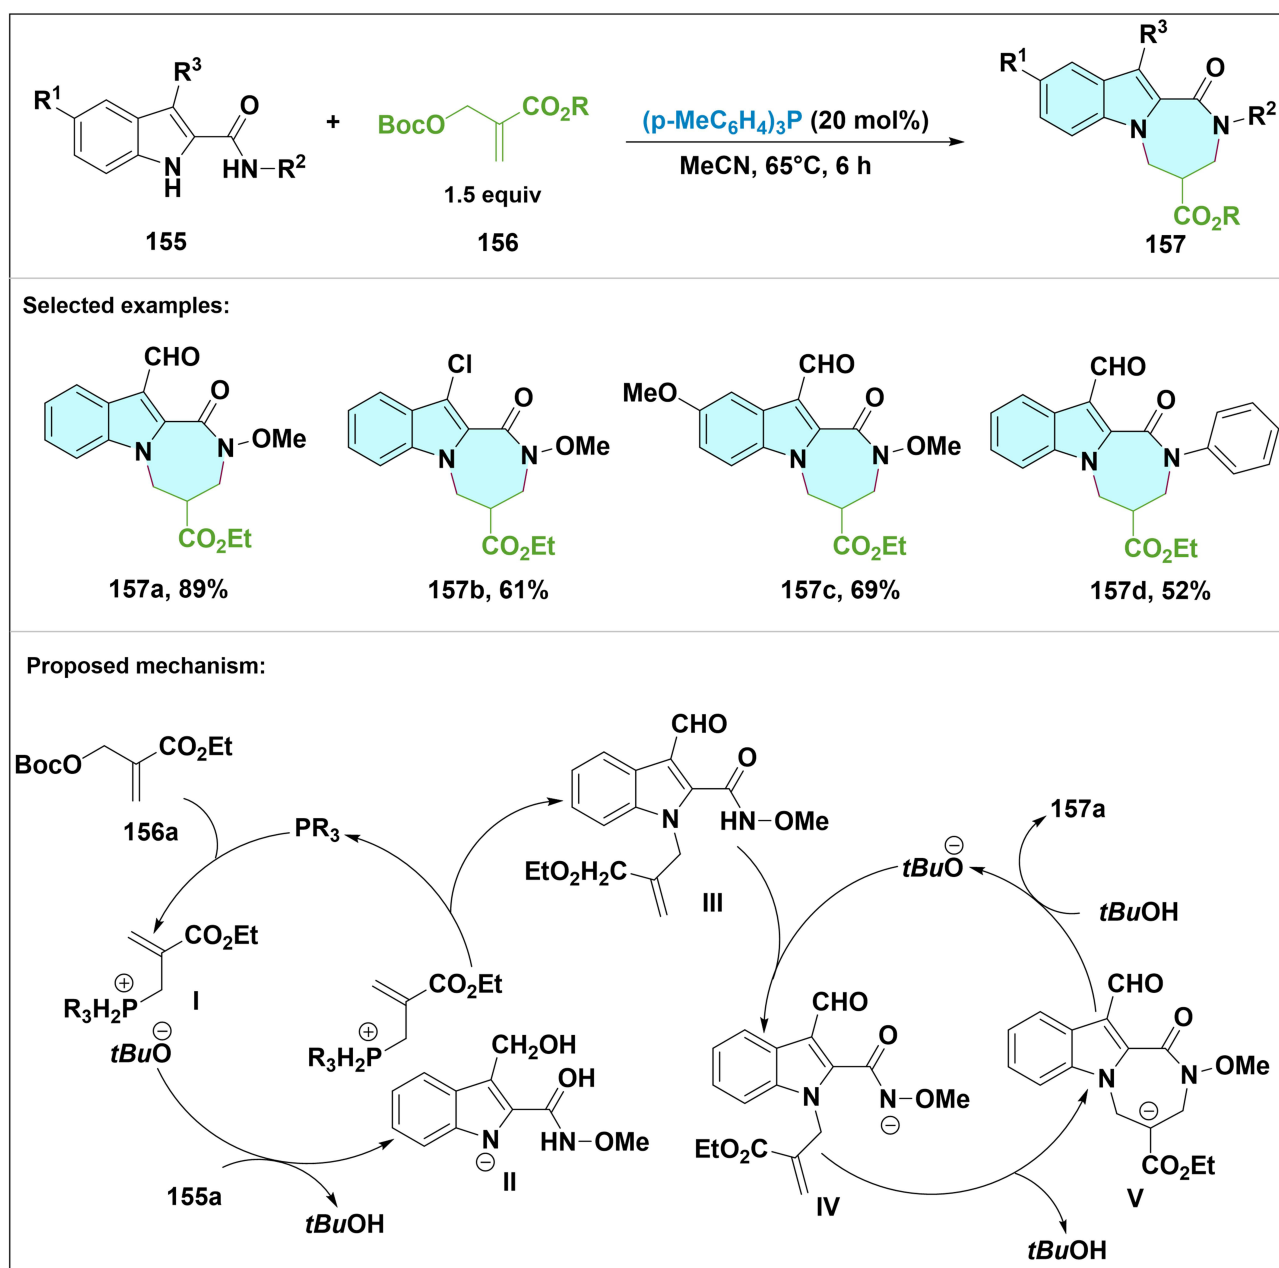 R¹
R³
O
N
H
HN–R²
155
+
BocO
CO₂R
1.5 equiv
156
(p-MeC₆H₄)₃P (20 mol%)
MeCN, 65°C, 6 h
R¹
R³
O
N
N–R²
CO₂R
157
Selected examples:
CHO
O
N
N–OMe
CO₂Et
157a, 89%
Cl
O
N
N–OMe
CO₂Et
157b, 61%
MeO
CHO
O
N
N–OMe
CO₂Et
157c, 69%
CHO
O
N
N
CO₂Et
157d, 52%
Proposed mechanism:
BocO
CO₂Et
156a
PR₃
CO₂Et
⊕
R₃H₂P
I
⊖
tBuO
155a
tBuOH
CO₂Et
⊕
R₃H₂P
CH₂OH
OH
N
⊖
HN–OMe
II
CHO
O
N
HN–OMe
EtO₂H₂C
III
⊖
tBuO
157a
tBuOH
CHO
O
N
N–OMe
⊖
EtO₂C
IV
CHO
O
N
N–OMe
⊖
CO₂Et
V
tBuOH